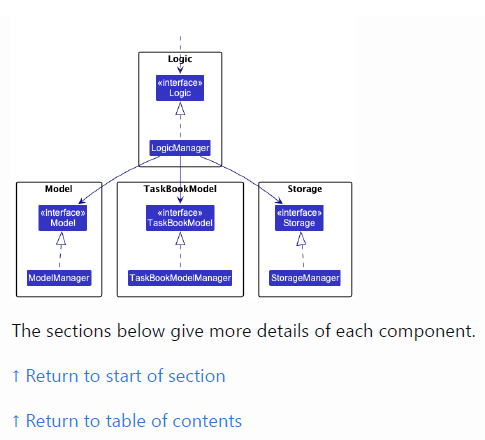 Logic
«interface»
Logic
LogicManager
Model
TaskBookModel
Storage
«interface»
Model
«interface»
TaskBookModel
«interface»
Storage
ModelManager
TaskBookModelManager
StorageManager
The sections below give more details of each component.
↑ Return to start of section
↑ Return to table of contents